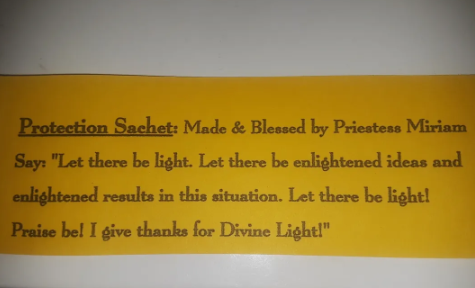 Protection Sachet: Made & Blessed by Priestess Miriam
Say: "Let there be light. Let there be enlightened ideas and
enlightened results in this situation. Let there be light!
Praise be! I give thanks for Divine Light!"